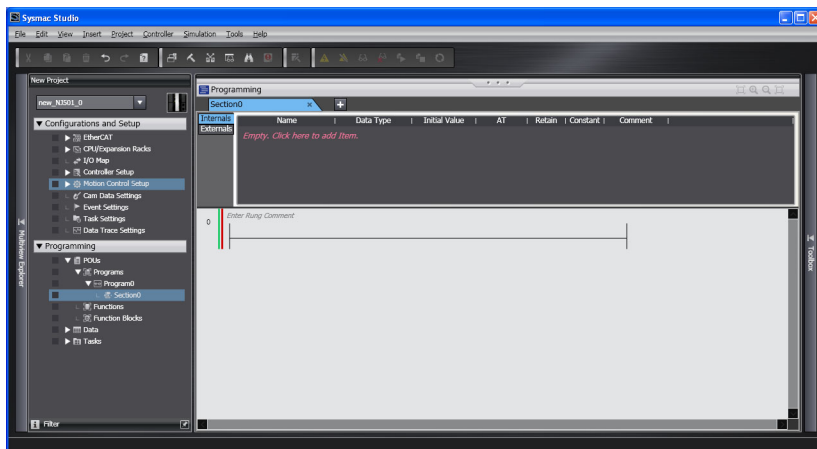 Sysmac Studio
File Edit View Insert Project Controller Simulation Tools Help
New Project
new_NJ501_0
Configurations and Setup
EtherCAT
CPU/Expansion Racks
I/O Map
Controller Setup
Motion Control Setup
Cam Data Settings
Event Settings
Task Settings
Data Trace Settings
Programming
POUs
Programs
Program0
Section0
Functions
Function Blocks
Data
Tasks
Filter
Multiview Explorer
Programming
Section0
Internals
Externals
Name Data Type Initial Value AT Retain Constant Comment
Empty. Click here to add Item.
0
Enter Rung Comment
Toolbox